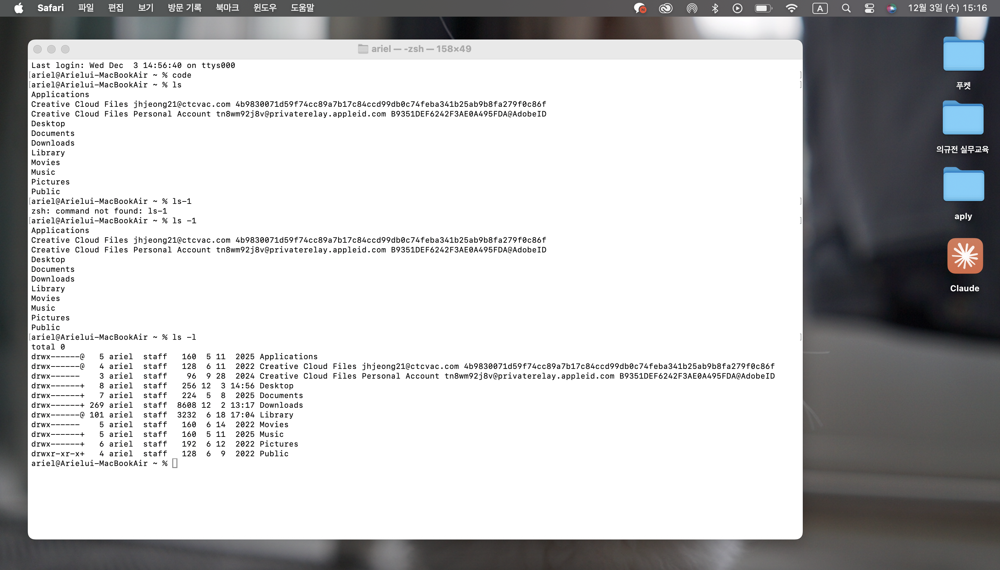 Safari 파일 편집 보기 방문 기록 북마크 윈도우 도움말 N A 12월 3일 (수) 15:16
ariel — -zsh — 158×49
Last login: Wed Dec  3 14:56:40 on ttys000
[ariel@Arielui-MacBookAir ~ % code ]
[ariel@Arielui-MacBookAir ~ % ls ]
Applications
Creative Cloud Files jhjeong21@ctcvac.com 4b9830071d59f74cc89a7b17c84ccd99db0c74feba341b25ab9b8fa279f0c86f
Creative Cloud Files Personal Account tn8wm92j8v@privaterelay.appleid.com B9351DEF6242F3AE0A495FDA@AdobeID
Desktop
Documents
Downloads
Library
Movies
Music
Pictures
Public
[ariel@Arielui-MacBookAir ~ % ls-1 ]
zsh: command not found: ls-1
[ariel@Arielui-MacBookAir ~ % ls -1 ]
Applications
Creative Cloud Files jhjeong21@ctcvac.com 4b9830071d59f74cc89a7b17c84ccd99db0c74feba341b25ab9b8fa279f0c86f
Creative Cloud Files Personal Account tn8wm92j8v@privaterelay.appleid.com B9351DEF6242F3AE0A495FDA@AdobeID
Desktop
Documents
Downloads
Library
Movies
Music
Pictures
Public
[ariel@Arielui-MacBookAir ~ % ls -l ]
total 0
drwx------@   5 ariel  staff   160  5 11  2025 Applications
drwx------@   4 ariel  staff   128  6 11  2022 Creative Cloud Files jhjeong21@ctcvac.com 4b9830071d59f74cc89a7b17c84ccd99db0c74feba341b25ab9b8fa279f0c86f
drwx------    3 ariel  staff    96  9 28  2024 Creative Cloud Files Personal Account tn8wm92j8v@privaterelay.appleid.com B9351DEF6242F3AE0A495FDA@AdobeID
drwx------+   8 ariel  staff   256 12  3 14:56 Desktop
drwx------+   7 ariel  staff   224  5  8  2025 Documents
drwx------+ 269 ariel  staff  8608 12  2 13:17 Downloads
drwx------@ 101 ariel  staff  3232  6 18 17:04 Library
drwx------    5 ariel  staff   160  6 14  2022 Movies
drwx------+   5 ariel  staff   160  5 11  2025 Music
drwx------+   6 ariel  staff   192  6 12  2022 Pictures
drwxr-xr-x+   4 ariel  staff   128  6  9  2022 Public
ariel@Arielui-MacBookAir ~ %
푸켓
의규전 실무교육
aply
Claude